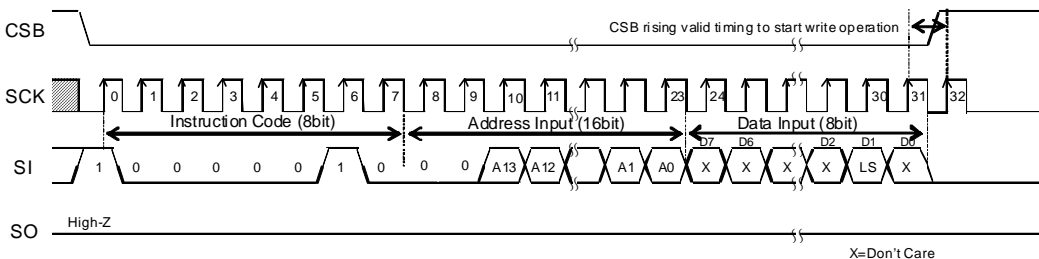 CSB
CSB rising valid timing to start write operation
SCK
0 1 2 3 4 5 6 7 8 9 10 11 23 24 30 31 32
Instruction Code (8bit) Address Input (16bit) Data Input (8bit)
D7 D6 D2 D1 D0
SI
1 0 0 0 0 0 1 0 0 0 A13 A12 A1 A0 X X X X LS X
High-Z
SO
X=Don't Care